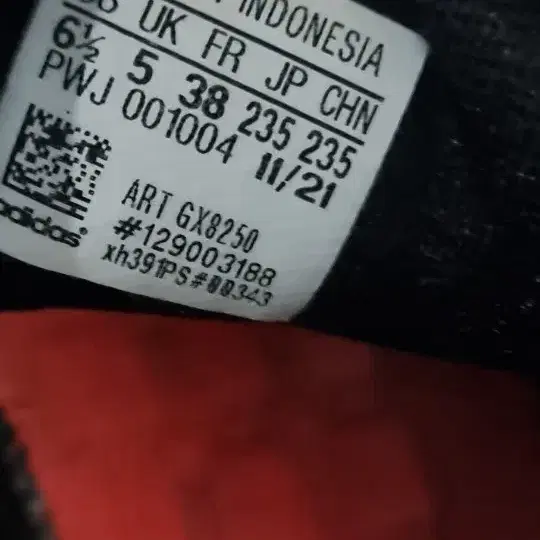 INDONESIA
UK FR JP CHN
6½ 5 38 235 235
PWJ 001004 11/21
ART GX8250
#129003188
xh391PS#00343
adidas